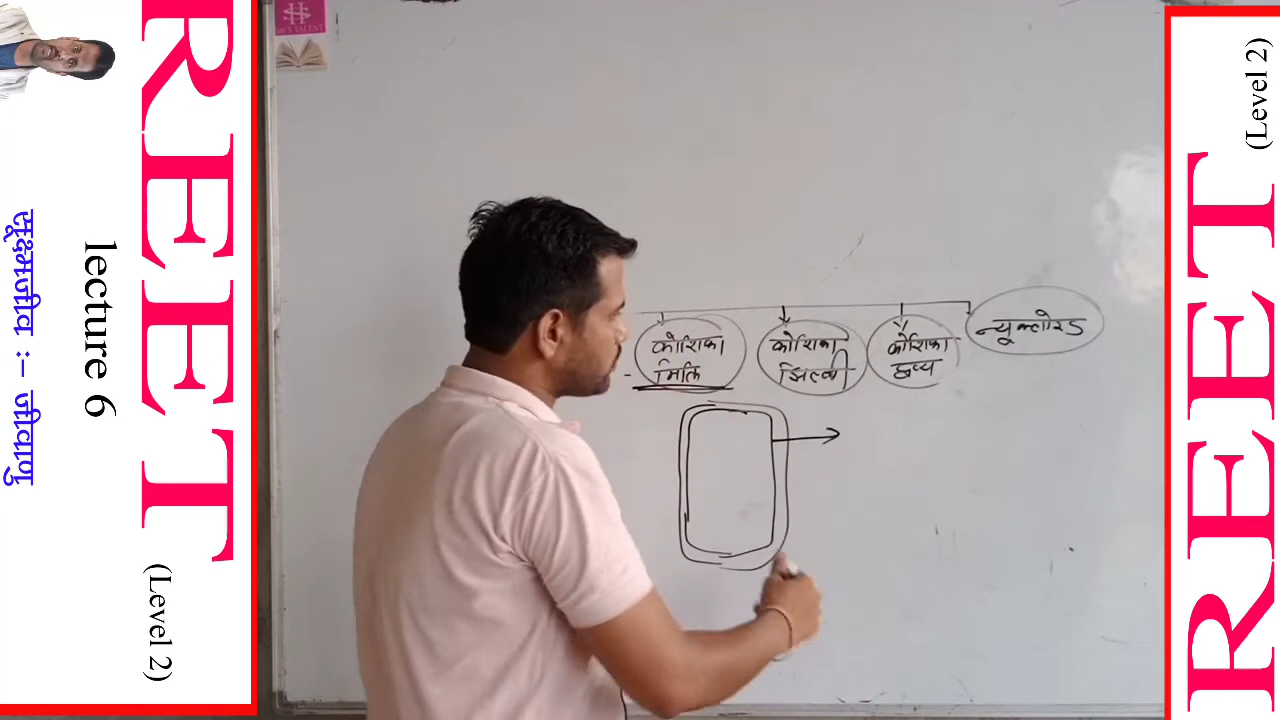 REET
(Level 2)
lecture 6
सूक्ष्मजीव :- जीवाणु
कोशिका
भित्ति
कोशिका
झिल्ली
कोशिका
द्रव्य
न्यूक्लोइड
REET
(Level 2)